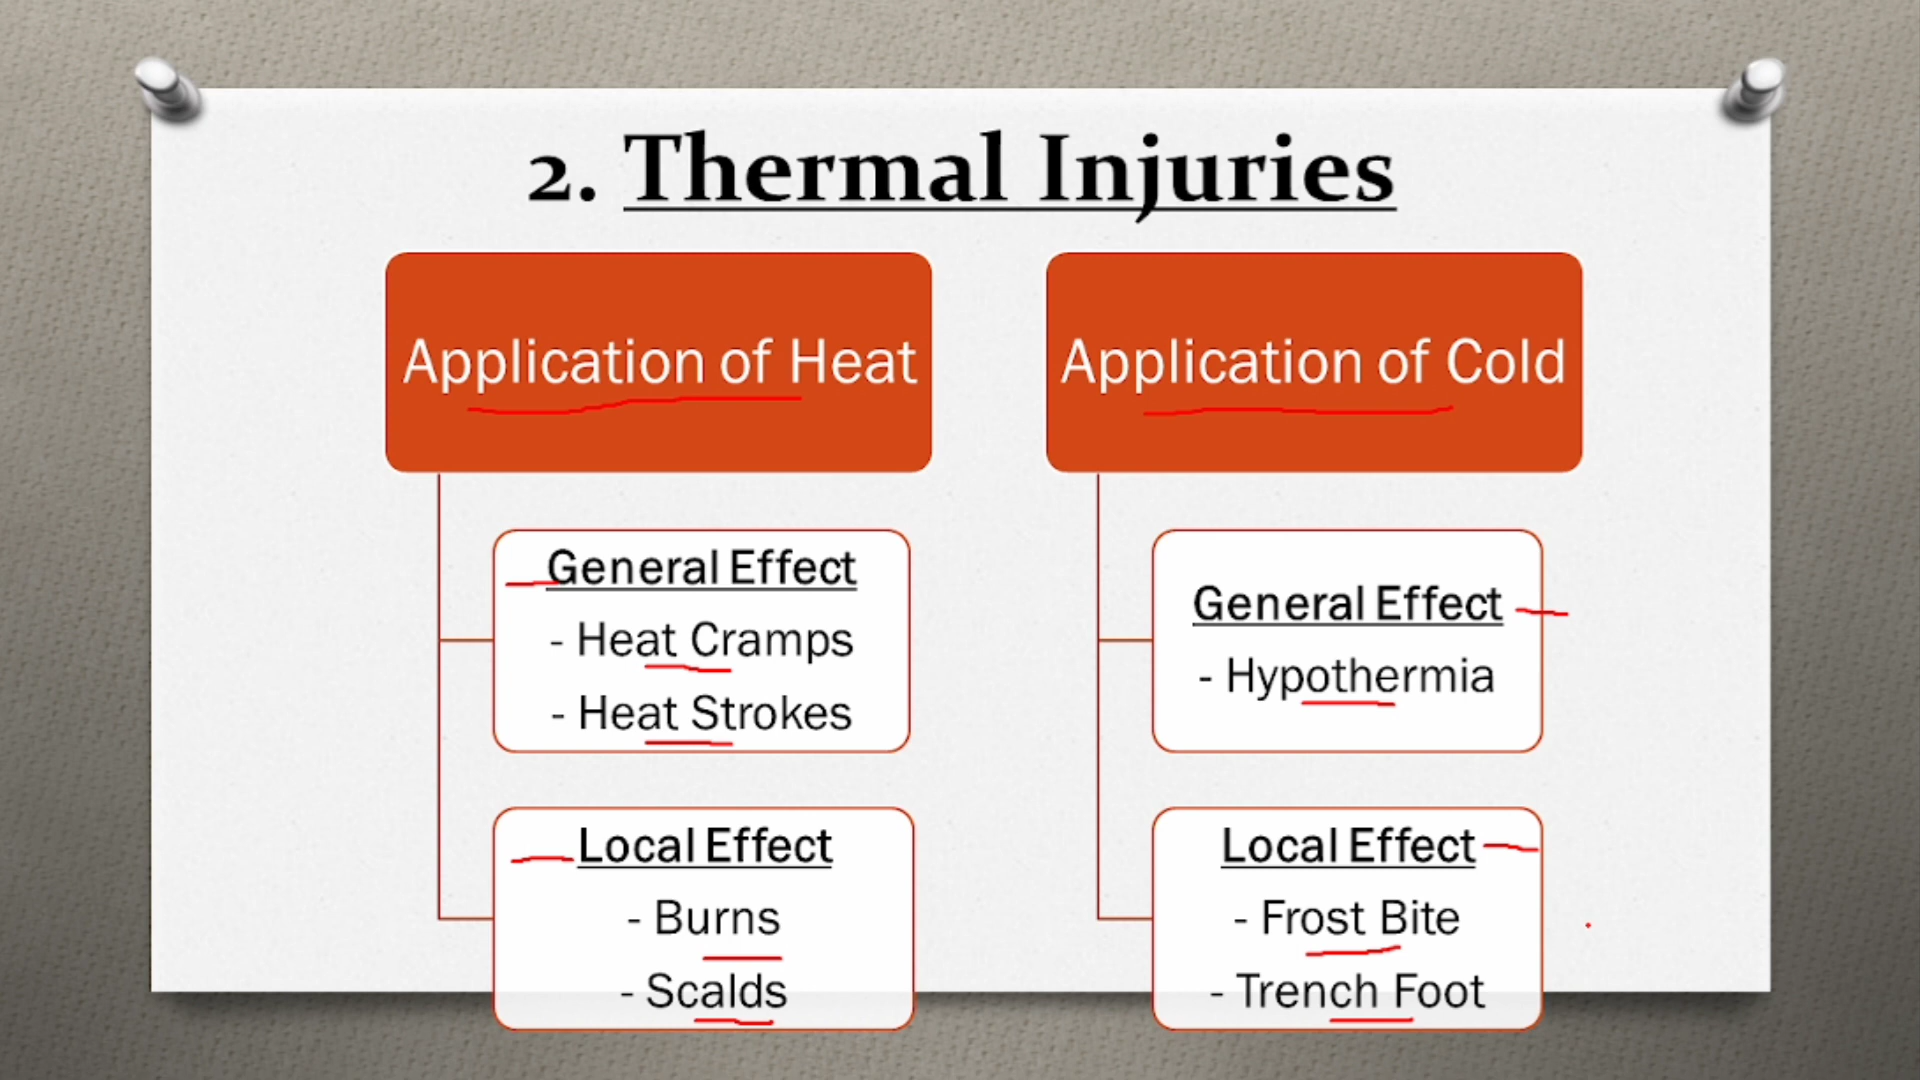 2. Thermal Injuries
Application of Heat
General Effect
- Heat Cramps
- Heat Strokes
Local Effect
- Burns
- Scalds
Application of Cold
General Effect
- Hypothermia
Local Effect
- Frost Bite
- Trench Foot